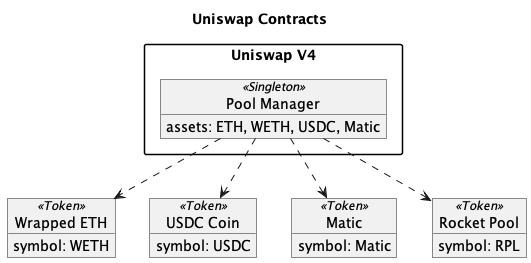 Uniswap Contracts
Uniswap V4
«Singleton»
Pool Manager
assets: ETH, WETH, USDC, Matic
«Token»
Wrapped ETH
symbol: WETH
«Token»
USDC Coin
symbol: USDC
«Token»
Matic
symbol: Matic
«Token»
Rocket Pool
symbol: RPL